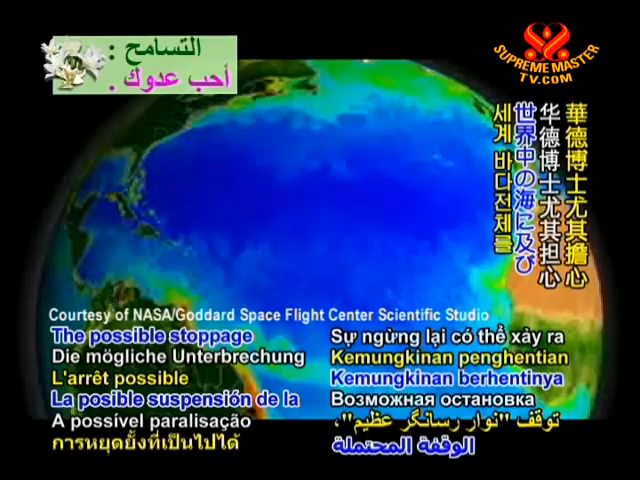 التسامح :
أحب عدوك .
SUPREME MASTER
TV.COM
華德博士尤其擔心
华德博士尤其担心
世界中の海に及び
세계 바다전체를
Courtesy of NASA/Goddard Space Flight Center Scientific Studio
The possible stoppage
Die mögliche Unterbrechung
L'arrêt possible
La posible suspensión de la
A possível paralisação
การหยุดยั้งที่เป็นไปได้
Sự ngừng lại có thể xảy ra
Kemungkinan penghentian
Kemungkinan berhentinya
Возможная остановка
توقف "نوار رسانگر عظیم"،
الوقفة المحتملة